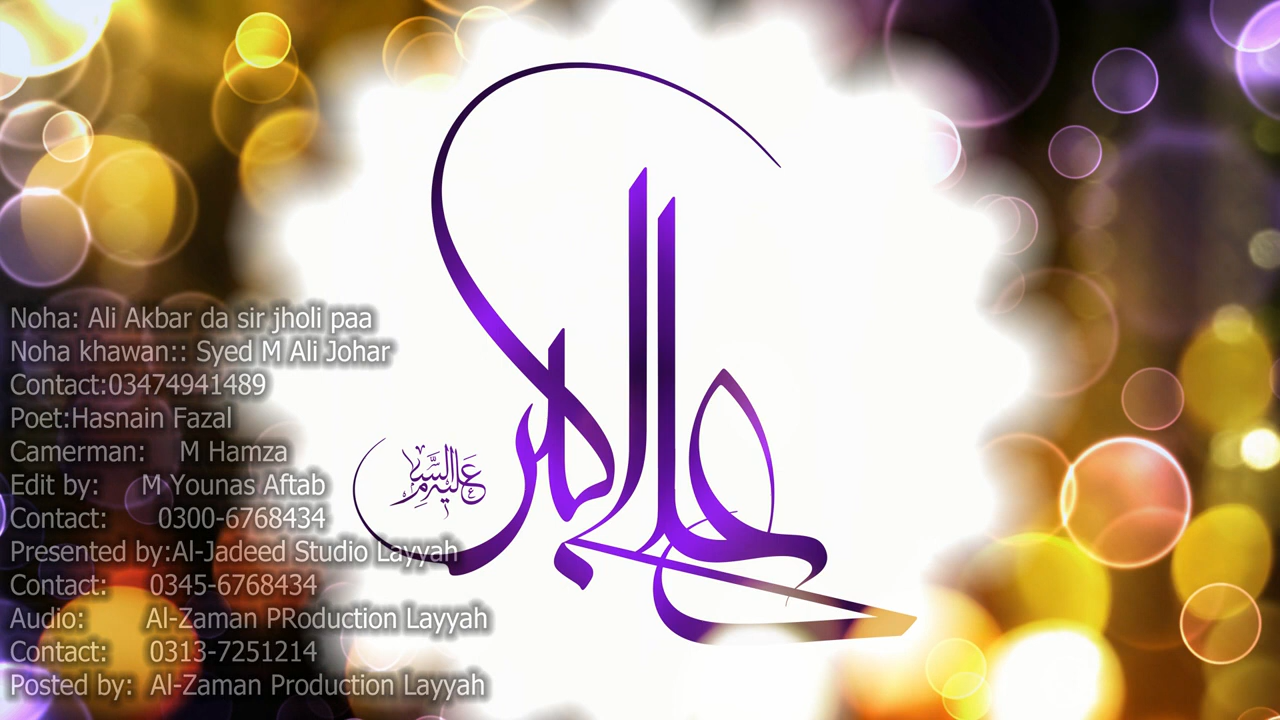 علی الاکبر
علیه السلام
Noha: Ali Akbar da sir jholi paa
Noha khawan:: Syed M Ali Johar
Contact:03474941489
Poet:Hasnain Fazal
Camerman: M Hamza
Edit by: M Younas Aftab
Contact: 0300-6768434
Presented by:Al-Jadeed Studio Layyah
Contact: 0345-6768434
Audio: Al-Zaman PRoduction Layyah
Contact: 0313-7251214
Posted by: Al-Zaman Production Layyah